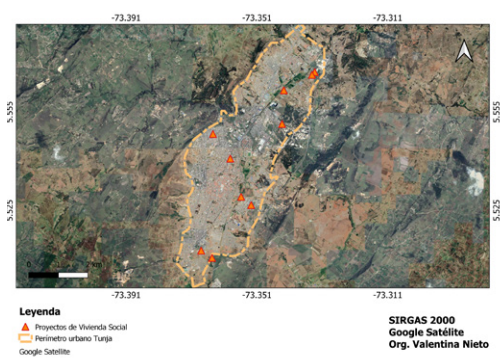 -73.391 -73.351 -73.311
5.555 5.555
5.525 5.525
0
-73.391 -73.351 -73.311
Leyenda
Proyectos de Vivienda Social
Perímetro urbano Tunja
Google Satellite
SIRGAS 2000
Google Satélite
Org. Valentina Nieto